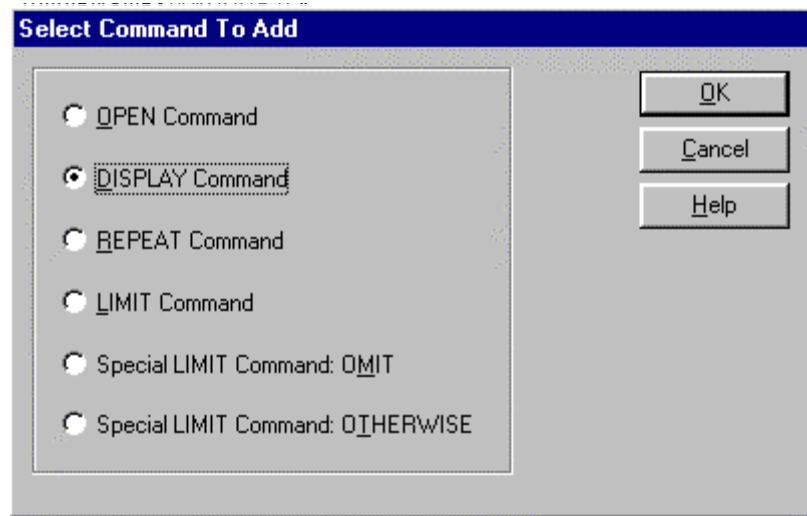 Select Command To Add
OPEN Command
DISPLAY Command
REPEAT Command
LIMIT Command
Special LIMIT Command: OMIT
Special LIMIT Command: OTHERWISE
OK
Cancel
Help